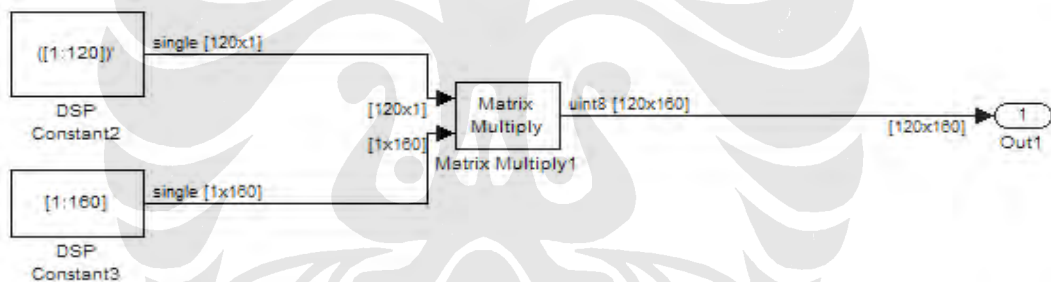 ([1:120])'
single [120x1]
DSP
Constant2
[120x1]
[1x160]
Matrix
Multiply
Matrix Multiply1
uint8 [120x160]
[120x160]
1
Out1
[1:160]
single [1x160]
DSP
Constant3